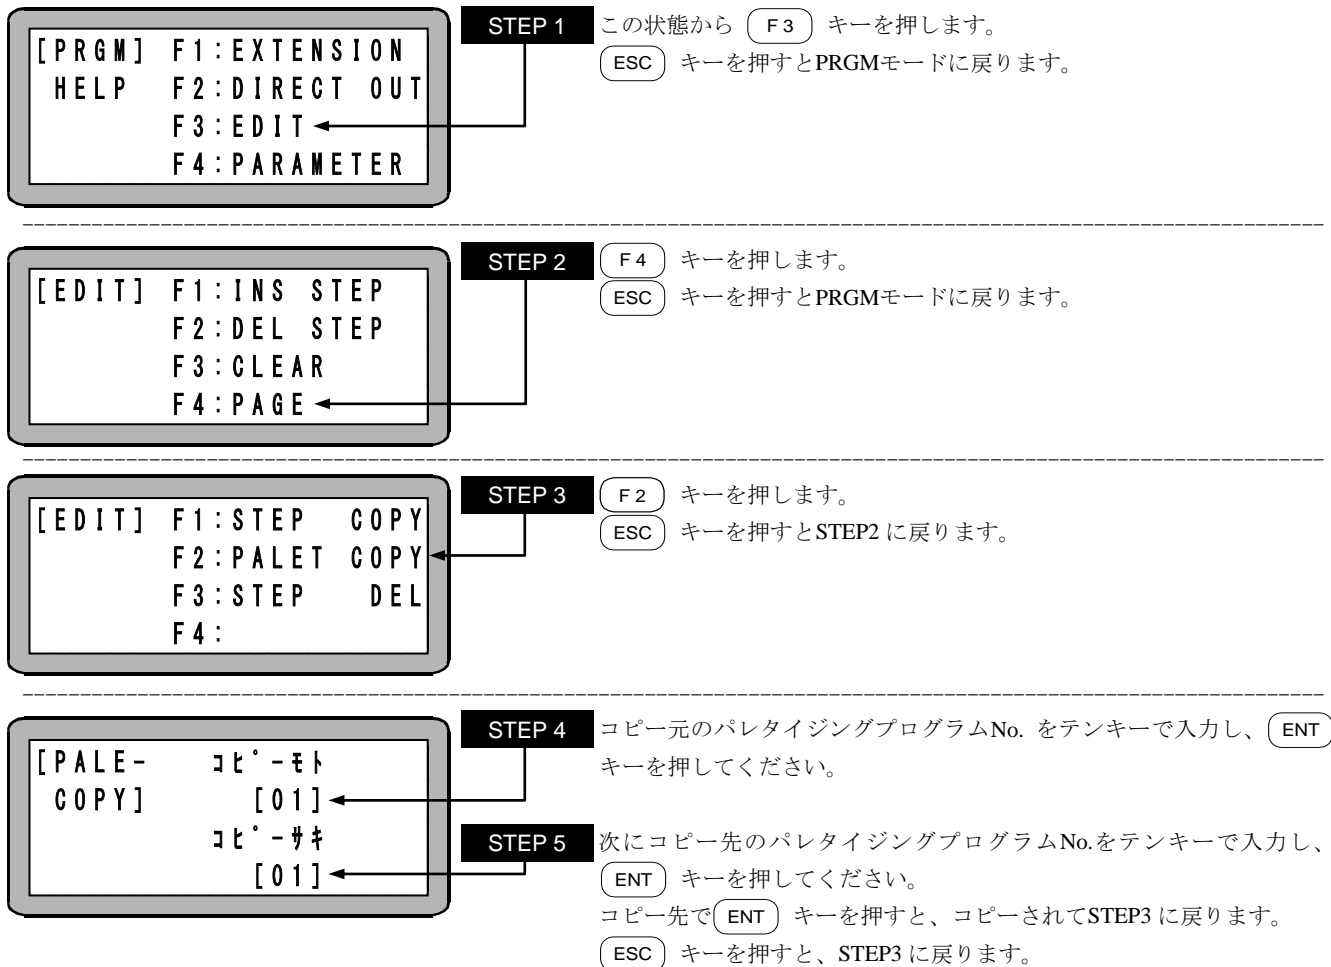 [PRGM] F1:EXTENSION
HELP F2:DIRECT OUT
F3:EDIT
F4:PARAMETER
STEP 1 この状態から F3 キーを押します。
ESC キーを押すとPRGMモードに戻ります。
[EDIT] F1:INS STEP
F2:DEL STEP
F3:CLEAR
F4:PAGE
STEP 2 F4 キーを押します。
ESC キーを押すとPRGMモードに戻ります。
[EDIT] F1:STEP COPY
F2:PALET COPY
F3:STEP DEL
F4:
STEP 3 F2 キーを押します。
ESC キーを押すとSTEP2 に戻ります。
[PALE- コピーモト
COPY] [01]
コピーサキ
[01]
STEP 4 コピー元のパレタイジングプログラムNo. をテンキーで入力し、 ENT
キーを押してください。
STEP 5 次にコピー先のパレタイジングプログラムNo.をテンキーで入力し、
ENT キーを押してください。
コピー先で ENT キーを押すと、コピーされてSTEP3 に戻ります。
ESC キーを押すと、STEP3 に戻ります。